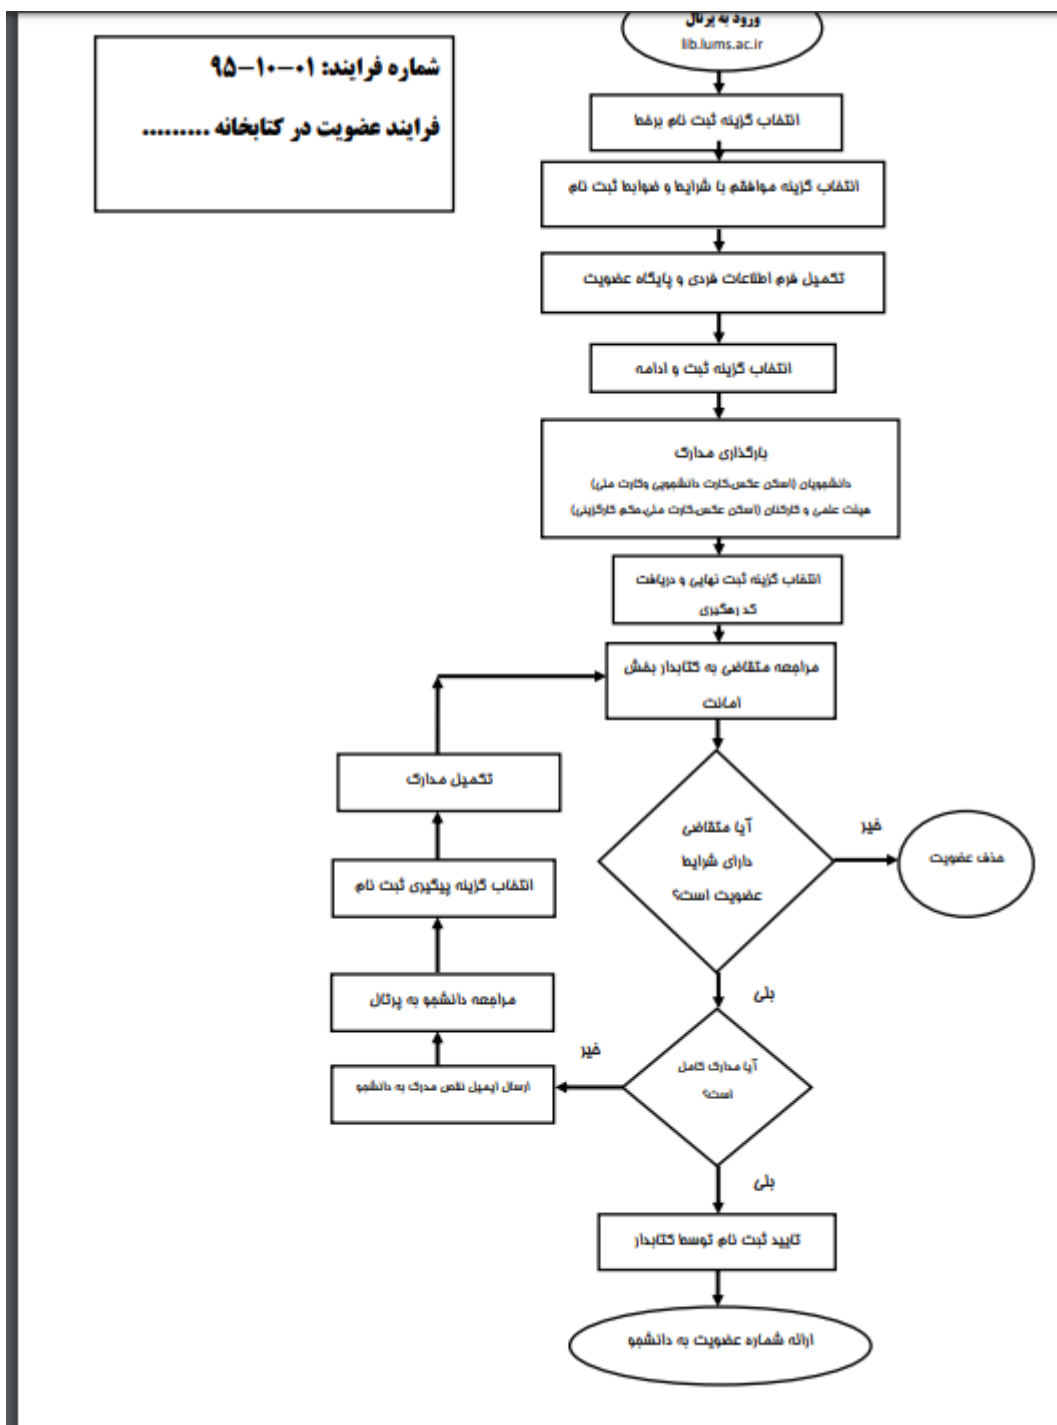 ورود به پرتال
lib.lums.ac.ir
شماره فرایند: ۰۱-۱۰-۹۵
فرایند عضویت در کتابخانه .........
انتخاب گزینه ثبت نام برخط
انتخاب گزینه موافقم با شرایط و ضوابط ثبت نام
تکمیل فرم اطلاعات فردی و پایگاه عضویت
انتخاب گزینه ثبت و ادامه
بارگذاری مدارک
دانشجویان (اسکن عکس،کارت دانشجویی وکارت ملی)
هیئت علمی و کارکنان (اسکن عکس،کارت ملی،حکم کارگزینی)
انتخاب گزینه ثبت نهایی و دریافت
کد رهگیری
مراجعه متقاضی به کتابدار بخش
امانت
تکمیل مدارک
آیا متقاضی
دارای شرایط
عضویت است؟
خیر
حذف عضویت
انتخاب گزینه پیگیری ثبت نام
مراجعه دانشجو به پرتال
بلی
خیر
آیا مدارک کامل
است؟
ارسال ایمیل نقص مدرک به دانشجو
بلی
تایید ثبت نام توسط کتابدار
ارائه شماره عضویت به دانشجو